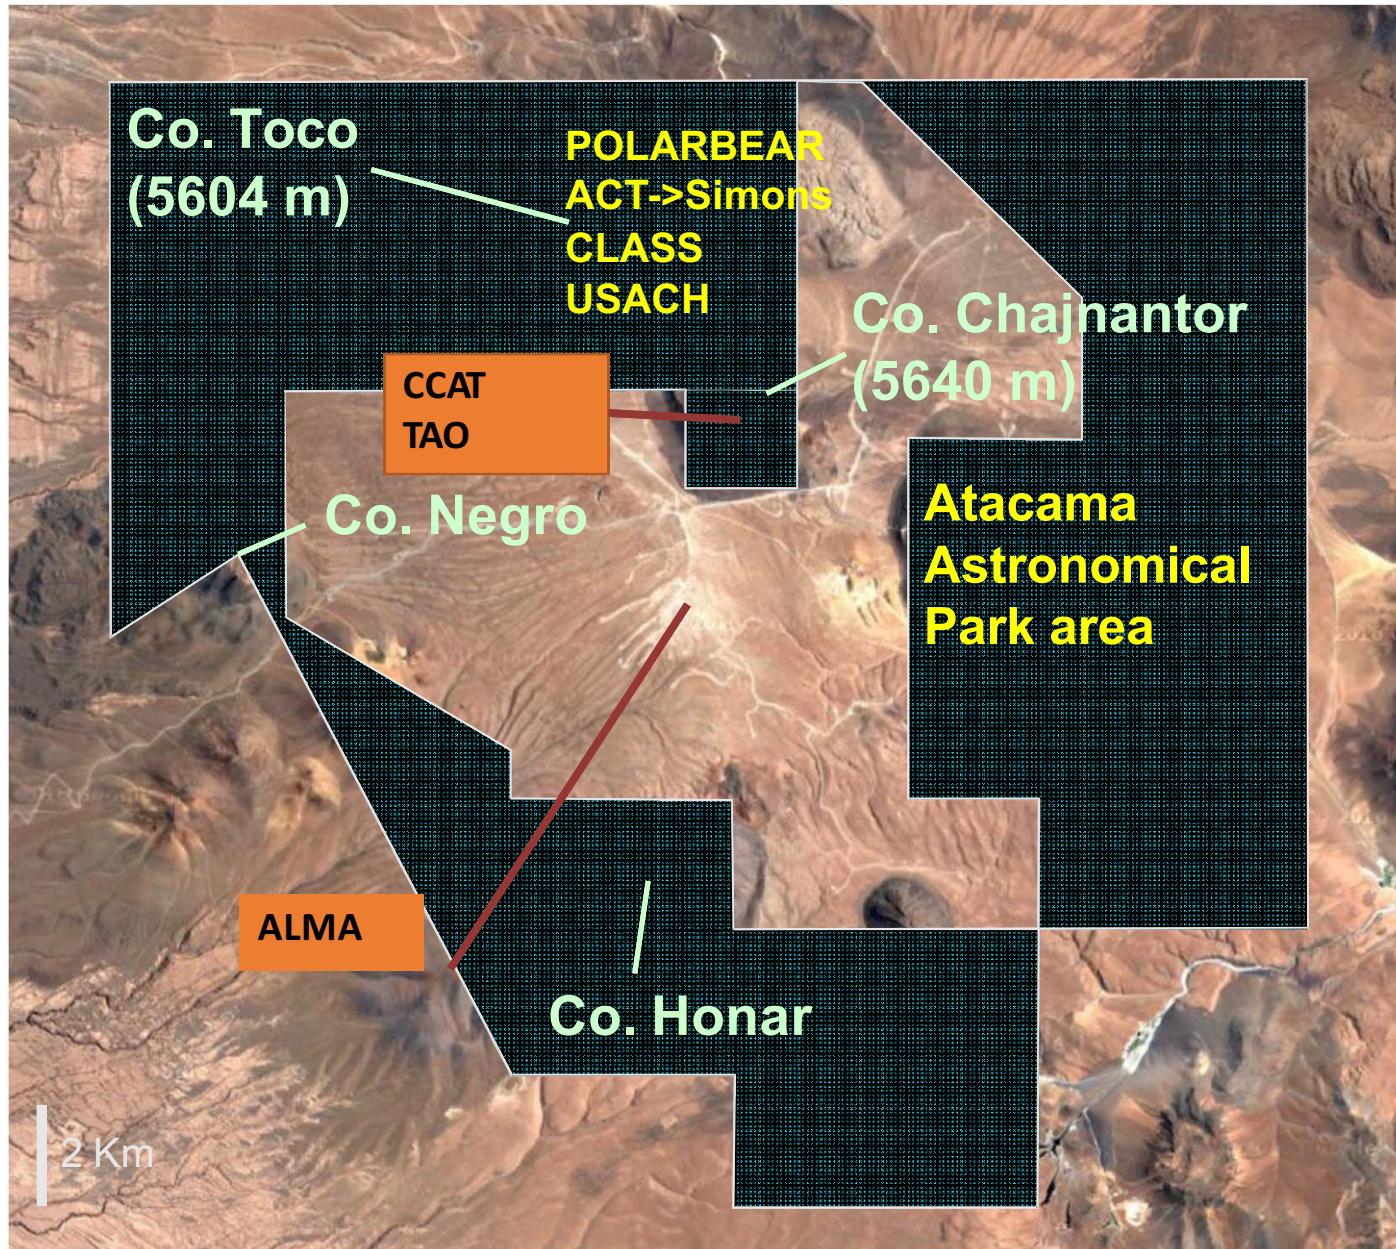 Co. Toco
(5604 m)
POLARBEAR
ACT->Simons
CLASS
USACH
Co. Chajnantor
(5640 m)
CCAT
TAO
Co. Negro
Atacama
Astronomical
Park area
ALMA
Co. Honar
2 Km